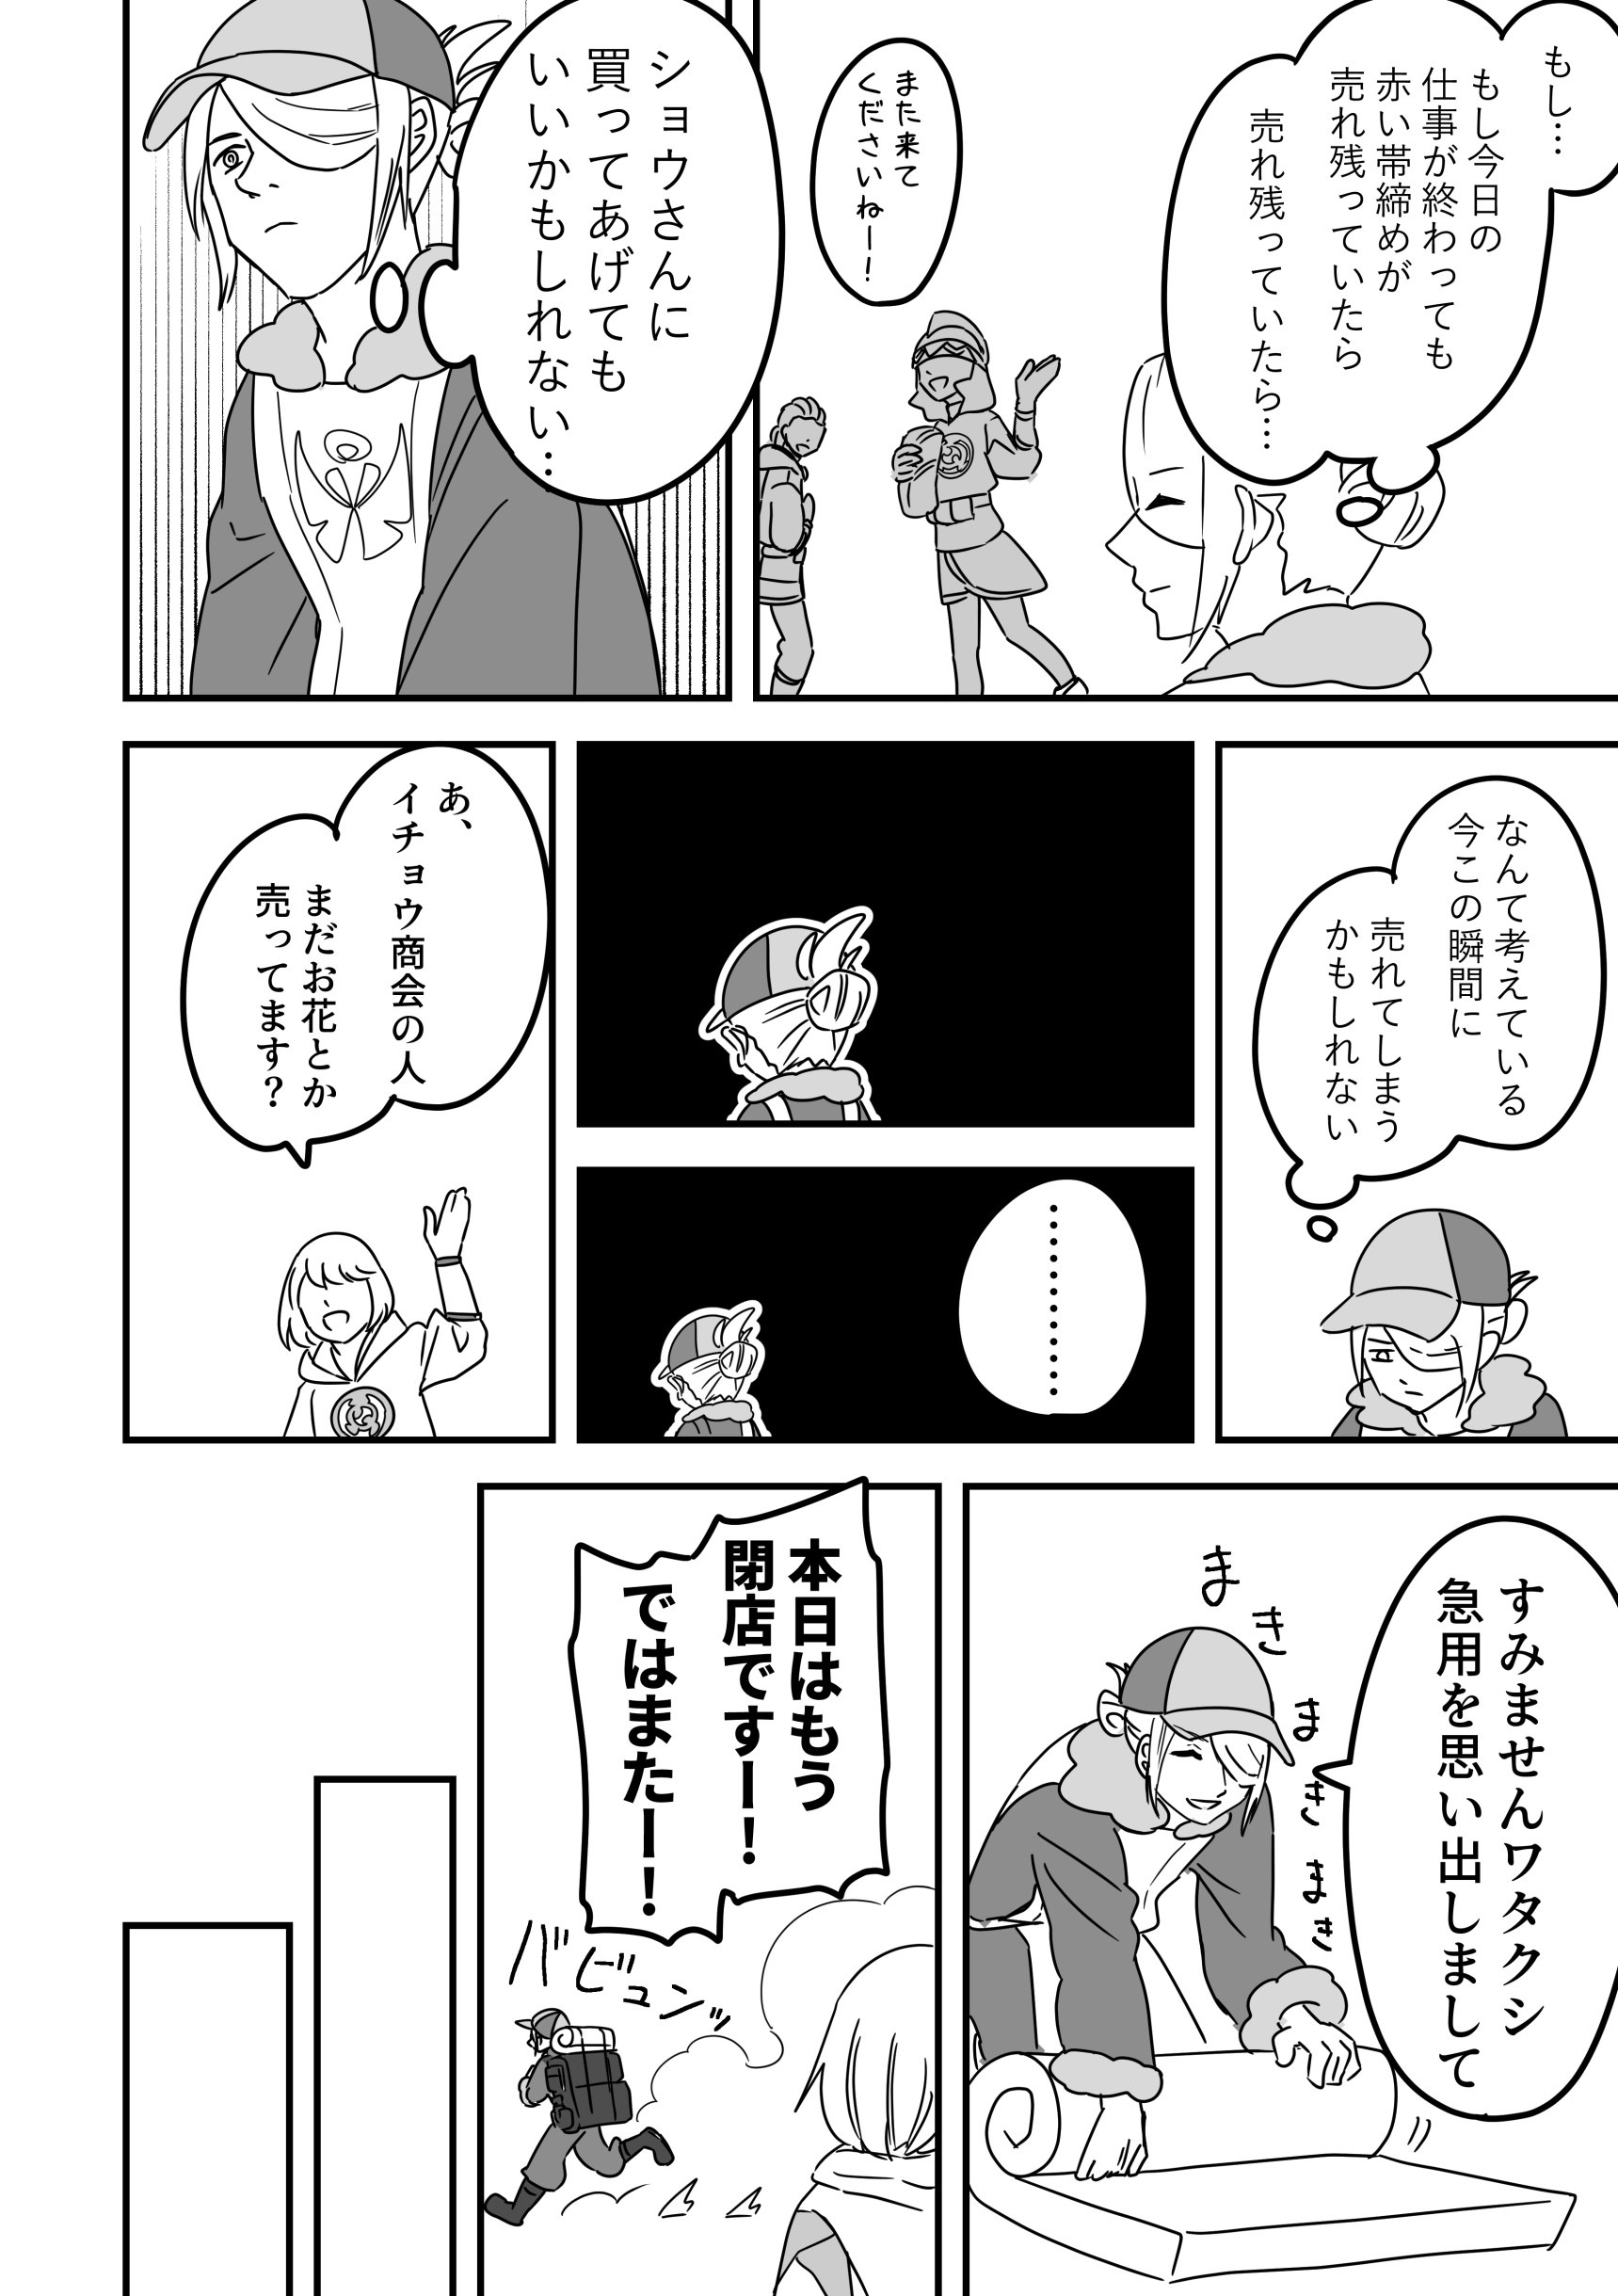 もし…
もし今日の
仕事が終わっても
赤い帯締めが
売れ残っていたら
売れ残っていたら…
また来て
くださいねーー!
ショウさんに
買ってあげても
いいかもしれない…
なんて考えている
今この瞬間に
売れてしまう
かもしれない
………
あ、
イチョウ商会の人
まだお花とか
売ってます?
すみませんワタクシ
急用を思い出しまして
まき
まき
まき
本日はもう
閉店ですー!
ではまたー!
バビュンッ